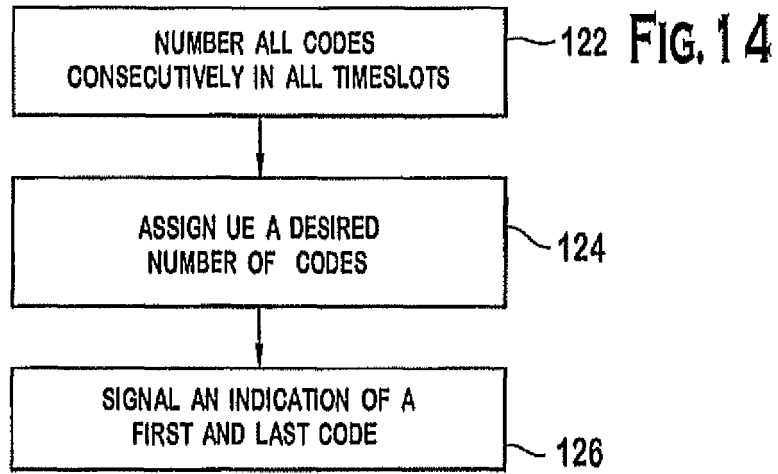 NUMBER ALL CODES
CONSECUTIVELY IN ALL TIMESLOTS
122
FIG. 14
ASSIGN UE A DESIRED
NUMBER OF CODES
124
SIGNAL AN INDICATION OF A
FIRST AND LAST CODE
126